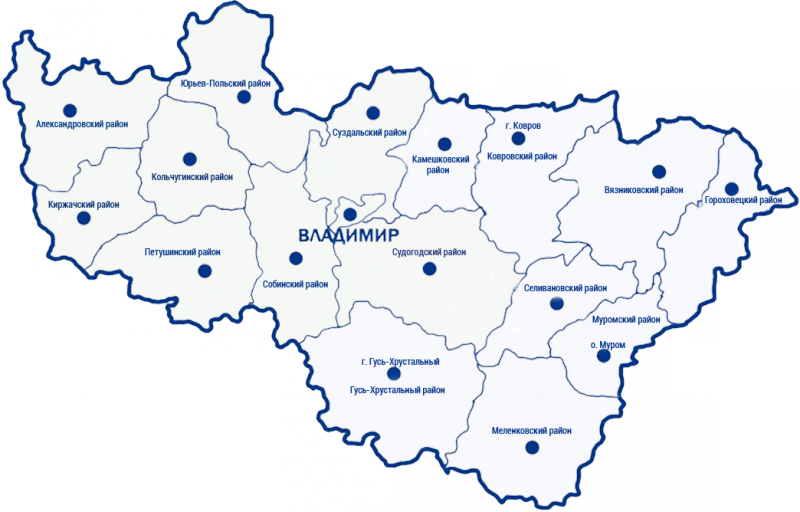 Юрьев-Польский район
Александровский район
г. Ковров
Суздальский район
Камешковский
район
Ковровский район
Кольчугинский район
Вязниковский район
Гороховецкий район
Киржачский район
ВЛАДИМИР
Петушинский район
Судогодский район
Собинский район
Селивановский район
Муромский район
о. Муром
г. Гусь-Хрустальный
Гусь-Хрустальный район
Меленковский район